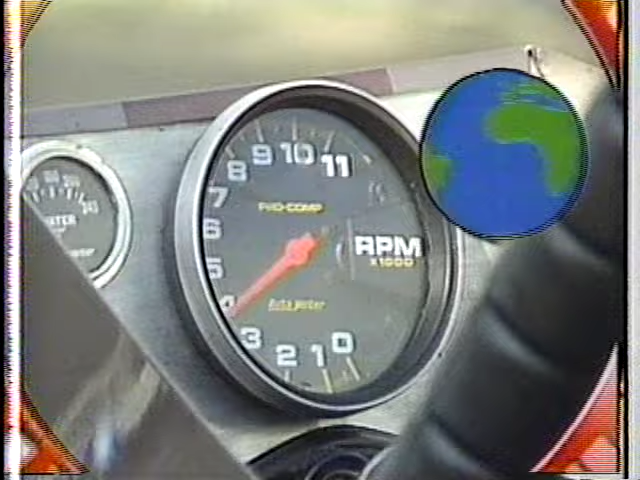 8 9 10 11
7
PRO-COMP
6
RPM
X1000
5
4
Auto Meter
3
2 1 0
WATER